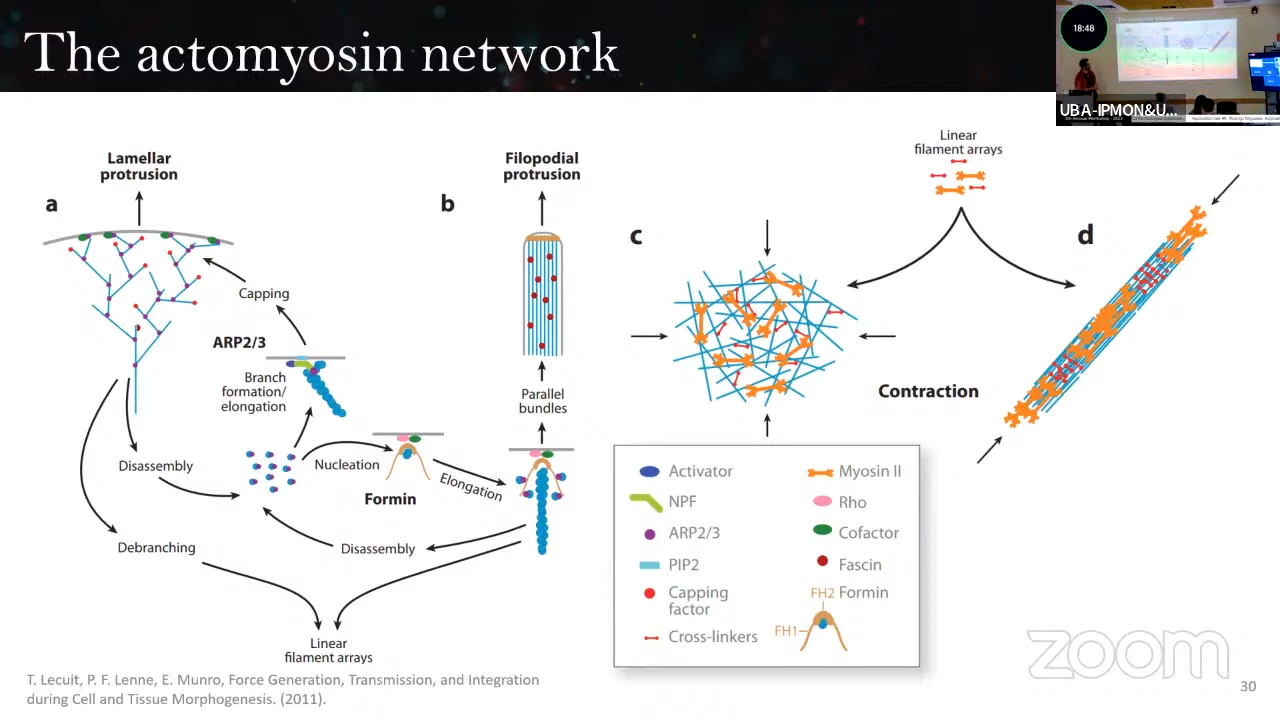 The actomyosin network
18:48
UBA-IPMON&U...
Lamellar
protrusion
a
Capping
ARP2/3
Branch
formation/
elongation
Disassembly
Nucleation
Formin
Elongation
Debranching
Disassembly
Linear
filament arrays
Filopodial
protrusion
b
Parallel
bundles
Linear
filament arrays
c
d
Contraction
Activator
NPF
ARP2/3
PIP2
Capping
factor
Cross-linkers
Myosin II
Rho
Cofactor
Fascin
FH2 Formin
FH1
T. Lecuit, P. F. Lenne, E. Munro, Force Generation, Transmission, and Integration
during Cell and Tissue Morphogenesis. (2011).
zoom
30